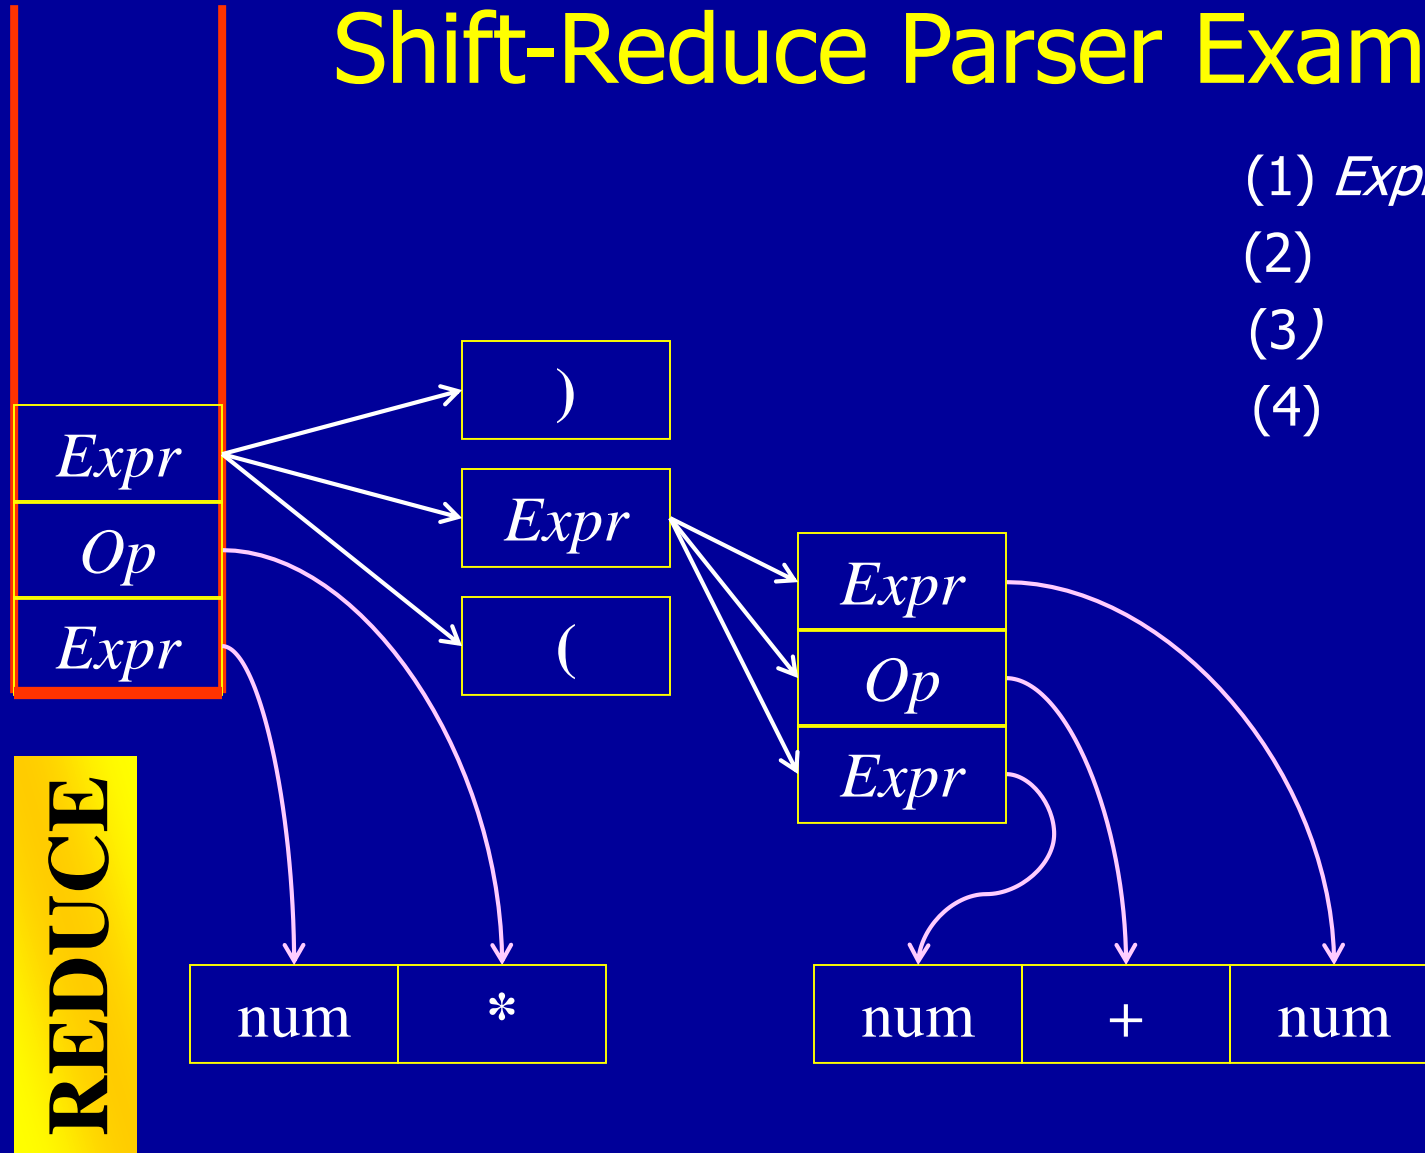 Shift-Reduce Parser Exam
(1) Expr
(2)
(3)
(4)
)
Expr
Expr
Op
(
Expr
Expr
Op
Expr
REDUCE
num * num + num